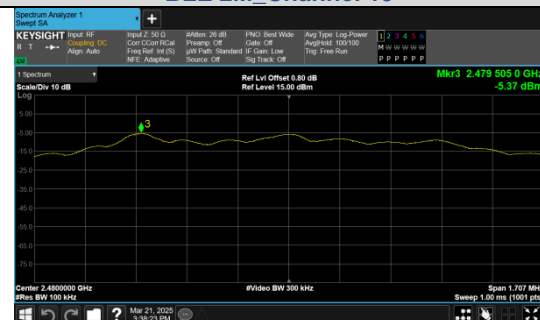 Spectrum Analyzer 1
Swept SA
KEYSIGHT Input: RF Input Z: 50 Ω #Atten: 26 dB PNO: Best Wide Avg Type: Log-Power 1 2 3 4 5 6
R T Coupling: DC Corr CCorr RCal Preamp: Off Gate: Off Avg|Hold: 100/100 M W W W W W
Align: Auto Freq Ref: Int (S) µW Path: Standard IF Gain: Low Trig: Free Run
NFE: Adaptive Source: Off Sig Track: Off P P P P P P
1 Spectrum Ref Lvl Offset 0.80 dB Mkr3 2.479 505 0 GHz
Scale/Div 10 dB Ref Level 15.00 dBm -5.37 dBm
Log
5.00
3
-5.00
-15.0
-25.0
-35.0
-45.0
-55.0
-65.0
-75.0
Center 2.4800000 GHz #Video BW 300 kHz Span 1.707 MH
#Res BW 100 kHz Sweep 1.00 ms (1001 pts
? Mar 21, 2025
3:38:23 PM